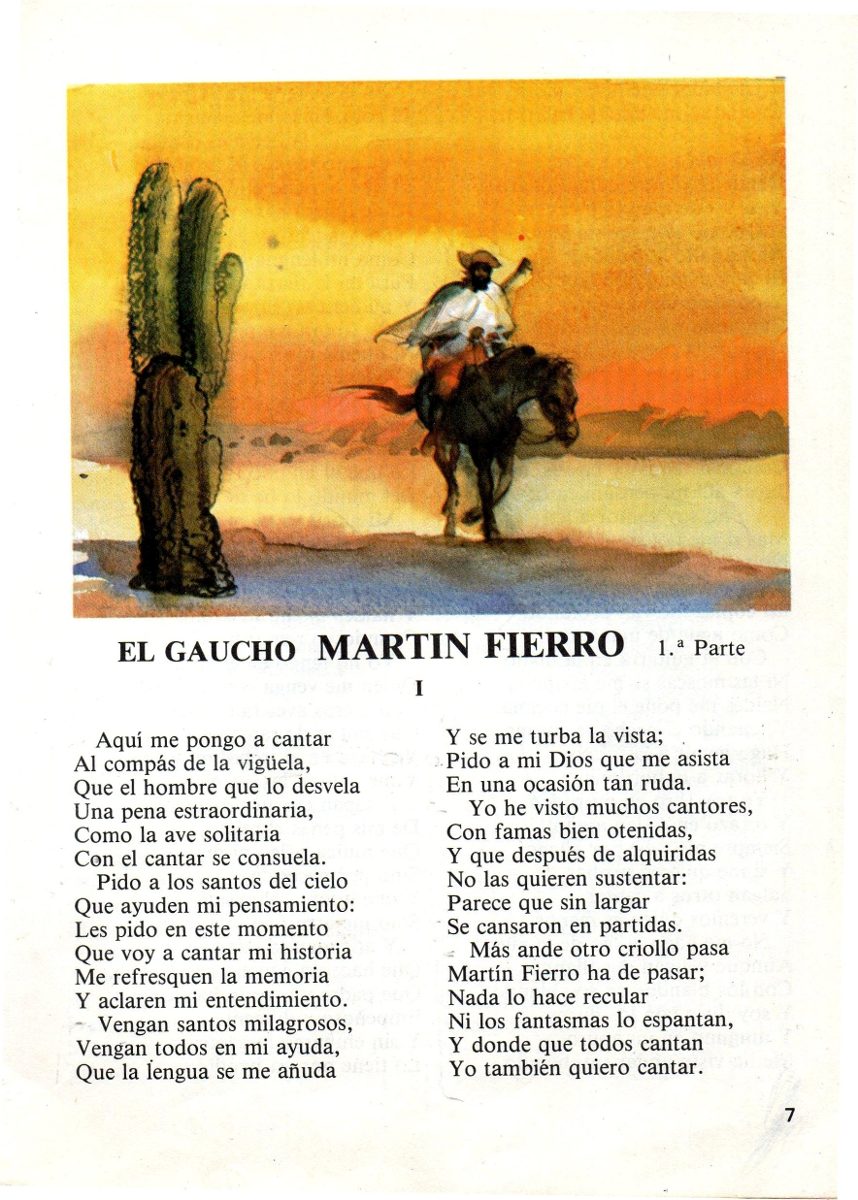 EL GAUCHO MARTIN FIERRO 1.ª Parte
I
Aquí me pongo a cantar
Al compás de la vigüela,
Que el hombre que lo desvela
Una pena estraordinaria,
Como la ave solitaria
Con el cantar se consuela.
Pido a los santos del cielo
Que ayuden mi pensamiento:
Les pido en este momento
Que voy a cantar mi historia
Me refresquen la memoria
Y aclaren mi entendimiento.
Vengan santos milagrosos,
Vengan todos en mi ayuda,
Que la lengua se me añuda
Y se me turba la vista;
Pido a mi Dios que me asista
En una ocasión tan ruda.
Yo he visto muchos cantores,
Con famas bien otenidas,
Y que después de alquiridas
No las quieren sustentar:
Parece que sin largar
Se cansaron en partidas.
Más ande otro criollo pasa
Martín Fierro ha de pasar;
Nada lo hace recular
Ni los fantasmas lo espantan,
Y donde que todos cantan
Yo también quiero cantar.
7